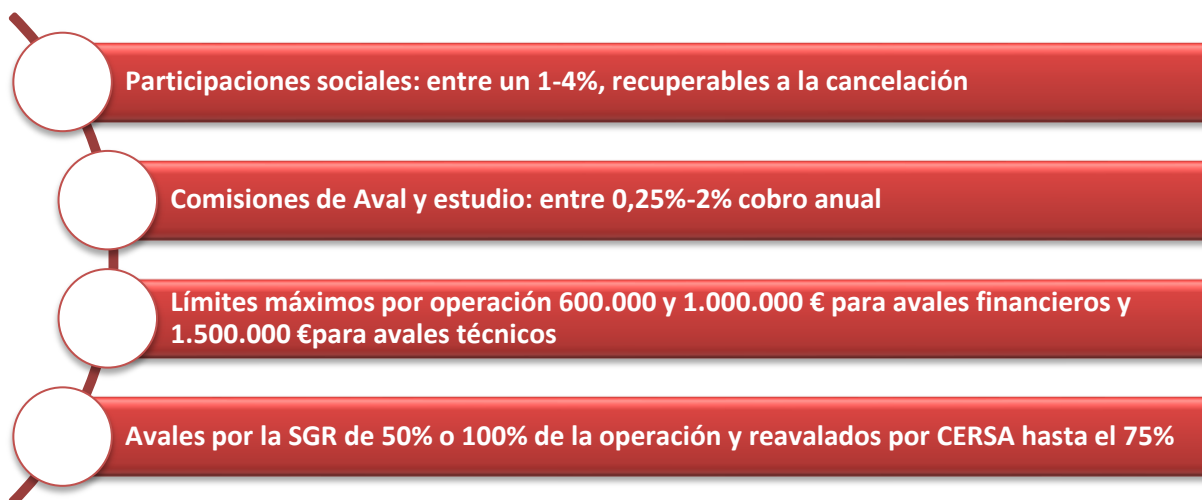 Participaciones sociales: entre un 1-4%, recuperables a la cancelación
Comisiones de Aval y estudio: entre 0,25%-2% cobro anual
Límites máximos por operación 600.000 y 1.000.000 € para avales financieros y
1.500.000 €para avales técnicos
Avales por la SGR de 50% o 100% de la operación y reavalados por CERSA hasta el 75%